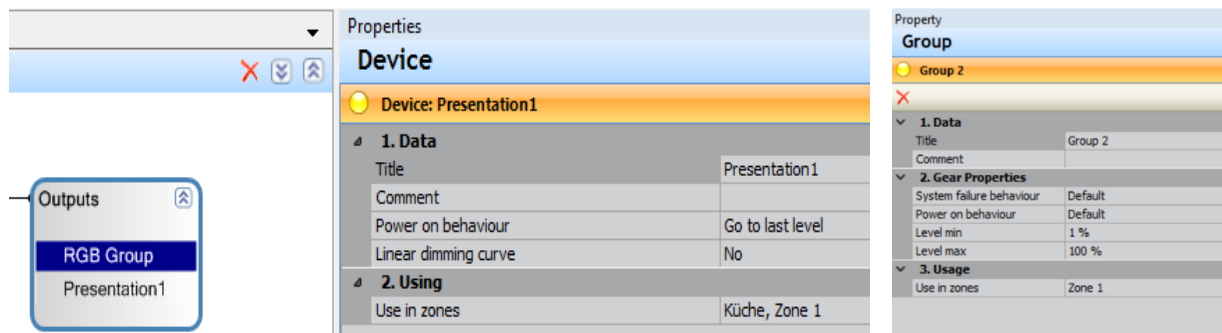 Outputs
RGB Group
Presentation1
Properties
Device
Device: Presentation1
1. Data
Title Presentation1
Comment
Power on behaviour Go to last level
Linear dimming curve No
2. Using
Use in zones Küche, Zone 1
Property
Group
Group 2
1. Data
Title Group 2
Comment
2. Gear Properties
System failure behaviour Default
Power on behaviour Default
Level min 1 %
Level max 100 %
3. Usage
Use in zones Zone 1